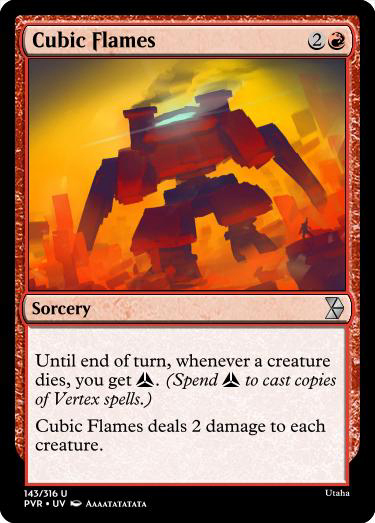 Cubic Flames 2
Sorcery
Until end of turn, whenever a creature
dies, you get . (Spend to cast copies
of Vertex spells.)
Cubic Flames deals 2 damage to each
creature.
143/316 U Utaha
PVR • UV Aaaatatatata